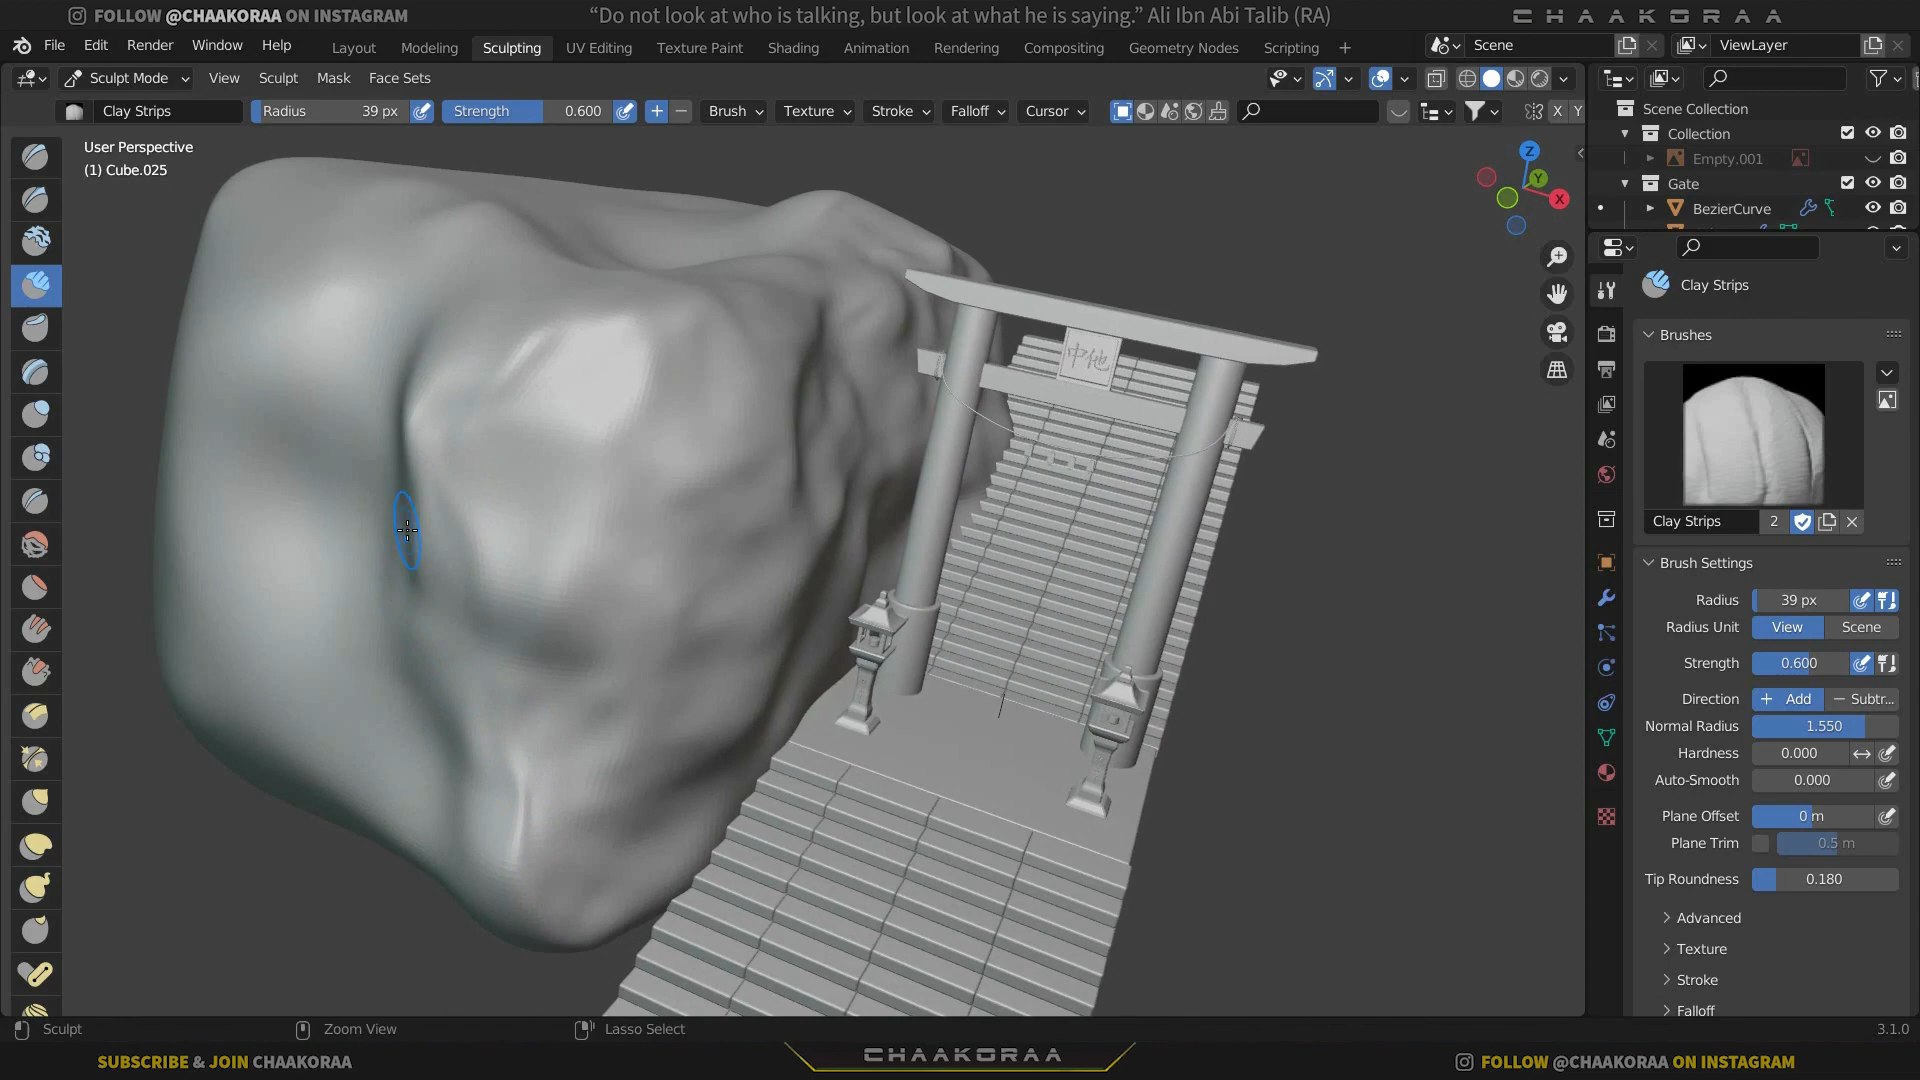 FOLLOW @CHAAKORAA ON INSTAGRAM
“Do not look at who is talking, but look at what he is saying.” Ali Ibn Abi Talib (RA)
CHAAKORAA
File Edit Render Window Help
Layout Modeling Sculpting UV Editing Texture Paint Shading Animation Rendering Compositing Geometry Nodes Scripting +
Scene
ViewLayer
Sculpt Mode View Sculpt Mask Face Sets
Clay Strips
Radius 39 px
Strength 0.600
Brush Texture Stroke Falloff Cursor
X Y
User Perspective
(1) Cube.025
Z
Y
X
中他
Scene Collection
Collection
Empty.001
Gate
BezierCurve
Clay Strips
Brushes
Clay Strips 2
Brush Settings
Radius 39 px
Radius Unit View Scene
Strength 0.600
Direction + Add − Subtr...
Normal Radius 1.550
Hardness 0.000
Auto-Smooth 0.000
Plane Offset 0 m
Plane Trim 0.5 m
Tip Roundness 0.180
Advanced
Texture
Stroke
Falloff
Sculpt
Zoom View
Lasso Select
3.1.0
SUBSCRIBE & JOIN CHAAKORAA
CHAAKORAA
FOLLOW @CHAAKORAA ON INSTAGRAM